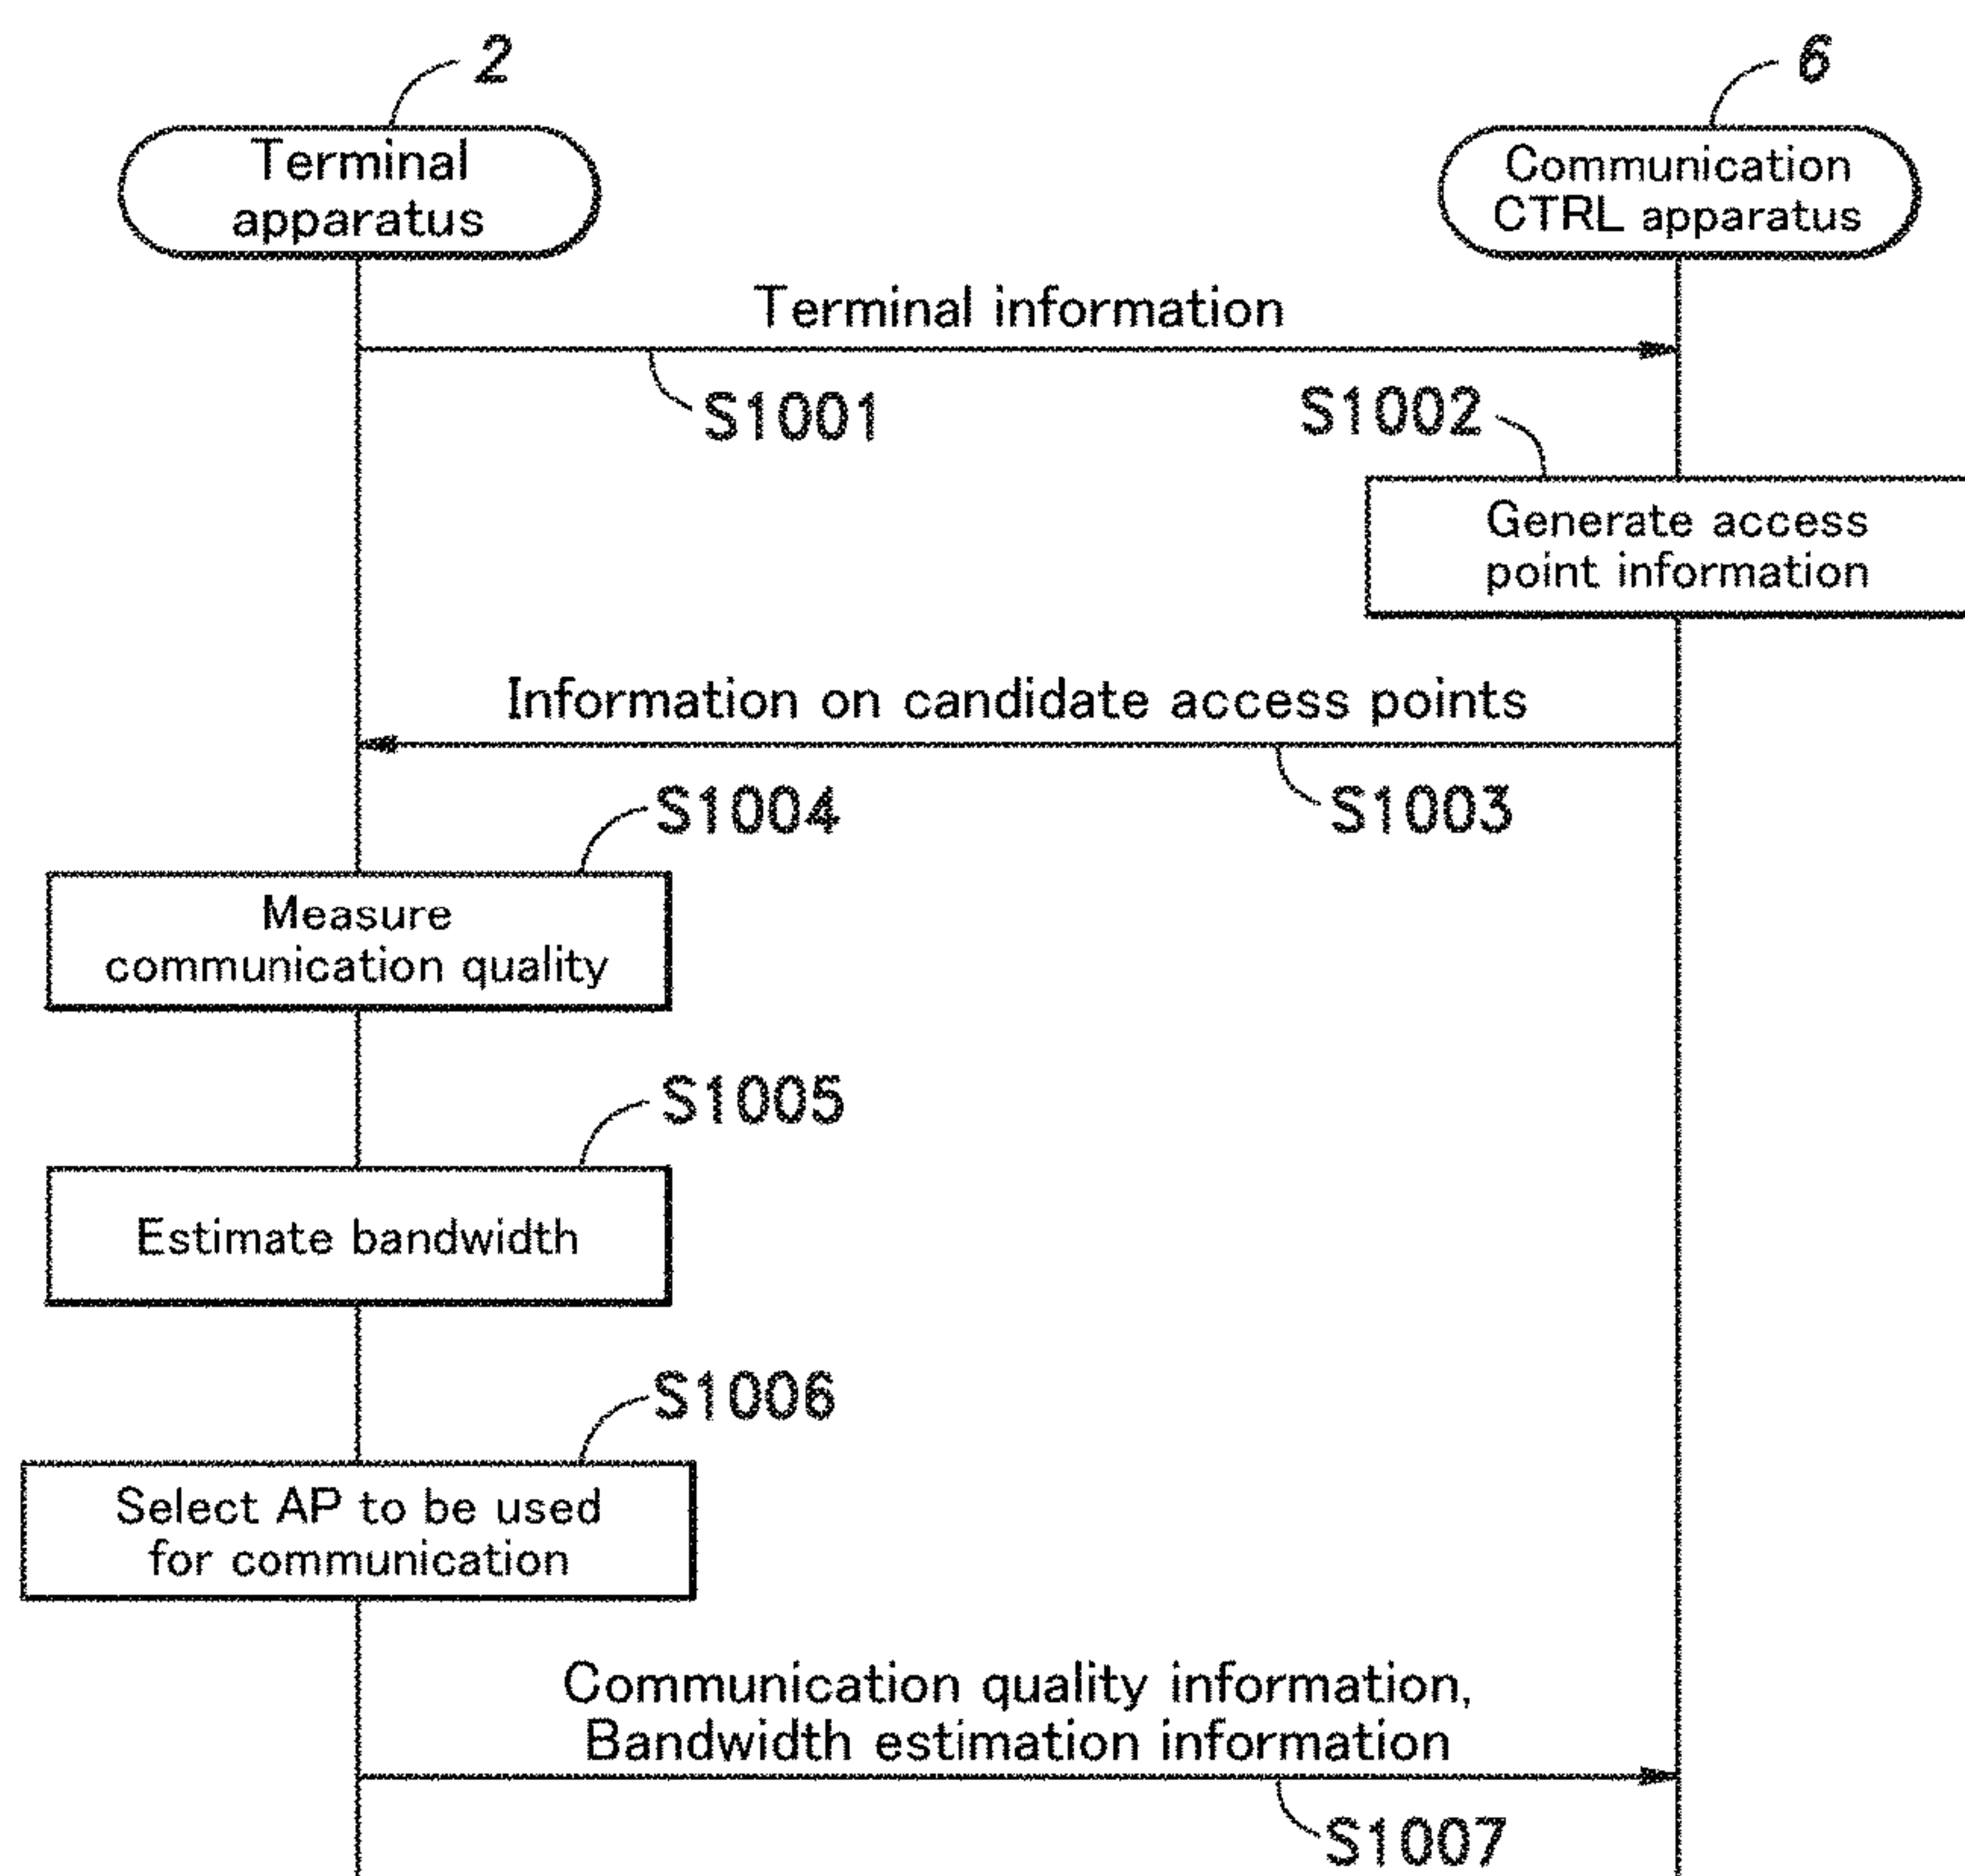 2
6
Terminal
apparatus
Communication
CTRL apparatus
Terminal information
S1001
S1002
Generate access
point information
Information on candidate access points
S1003
S1004
Measure
communication quality
S1005
Estimate bandwidth
S1006
Select AP to be used
for communication
Communication quality information,
Bandwidth estimation information
S1007